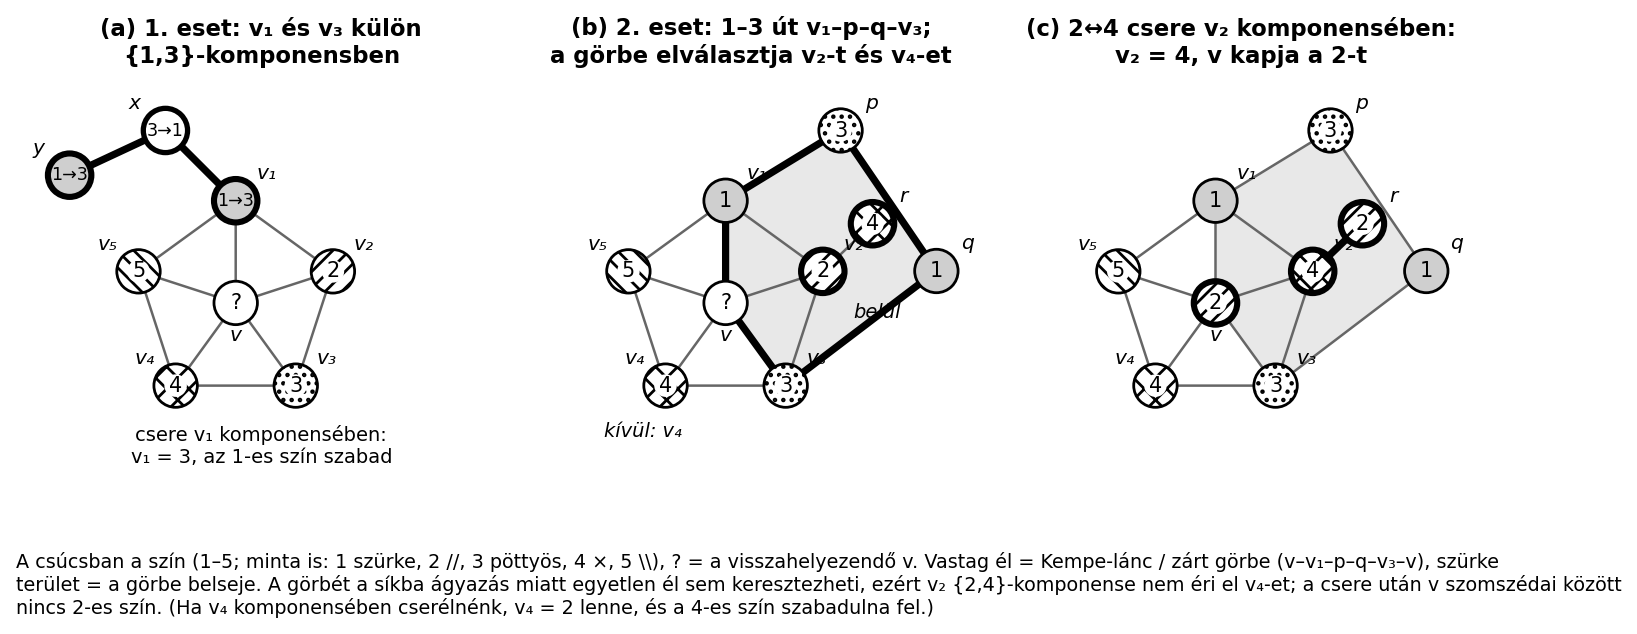 (a) 1. eset: v₁ és v₃ külön
{1,3}-komponensben
x
3→1
y
1→3
v₁
1→3
v₅
5
v₂
2
?
v
v₄
4
v₃
3
csere v₁ komponensében:
v₁ = 3, az 1-es szín szabad
(b) 2. eset: 1–3 út v₁–p–q–v₃;
a görbe elválasztja v₂-t és v₄-et
p
3
v₁
1
r
4
v₅
5
v₂
2
q
1
?
v
belül
v₄
4
v₃
3
kívül: v₄
(c) 2↔4 csere v₂ komponensében:
v₂ = 4, v kapja a 2-t
p
3
v₁
1
r
2
v₅
5
v₂
4
q
1
2
v
v₄
4
v₃
3
A csúcsban a szín (1–5; minta is: 1 szürke, 2 //, 3 pöttyös, 4 ×, 5 \\), ? = a visszahelyezendő v. Vastag él = Kempe-lánc / zárt görbe (v–v₁–p–q–v₃–v), szürke
terület = a görbe belseje. A görbét a síkba ágyazás miatt egyetlen él sem keresztezheti, ezért v₂ {2,4}-komponense nem éri el v₄-et; a csere után v szomszédai között
nincs 2-es szín. (Ha v₄ komponensében cserélnénk, v₄ = 2 lenne, és a 4-es szín szabadulna fel.)